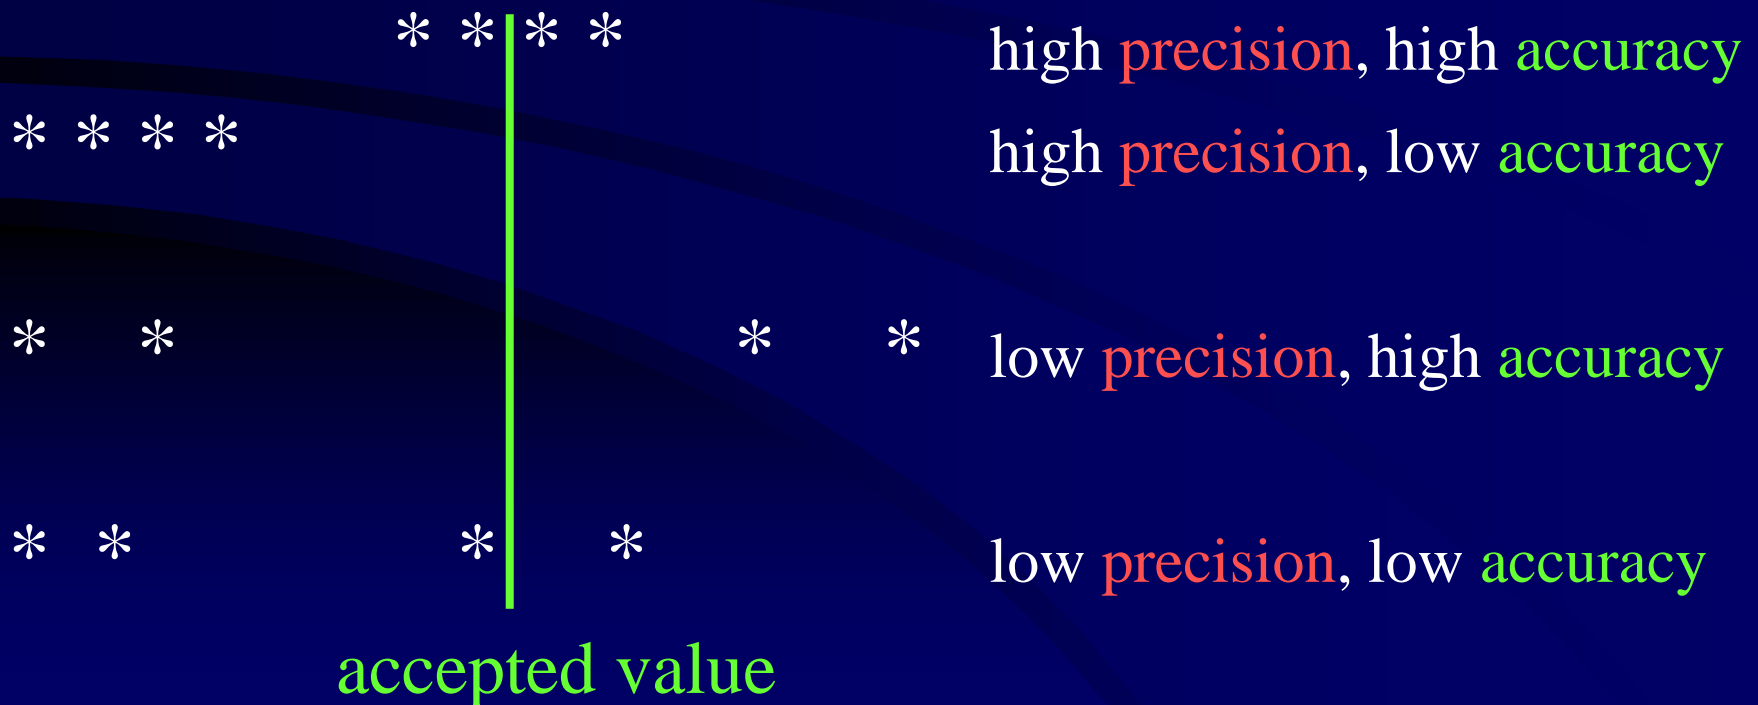 * * * * high precision, high accuracy
* * * * high precision, low accuracy
* * * * low precision, high accuracy
* * * * low precision, low accuracy
accepted value